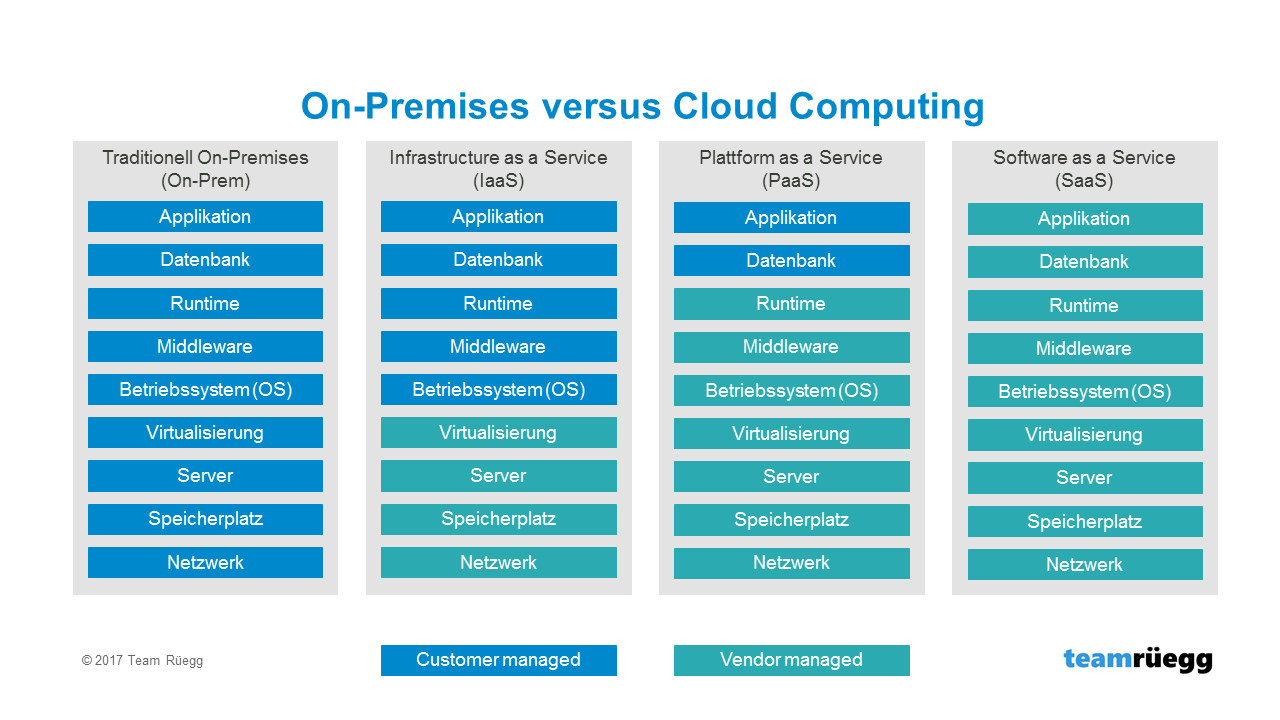 On-Premises versus Cloud Computing
Traditionell On-Premises
(On-Prem)
Applikation
Datenbank
Runtime
Middleware
Betriebssystem (OS)
Virtualisierung
Server
Speicherplatz
Netzwerk
Infrastructure as a Service
(IaaS)
Applikation
Datenbank
Runtime
Middleware
Betriebssystem (OS)
Virtualisierung
Server
Speicherplatz
Netzwerk
Plattform as a Service
(PaaS)
Applikation
Datenbank
Runtime
Middleware
Betriebssystem (OS)
Virtualisierung
Server
Speicherplatz
Netzwerk
Software as a Service
(SaaS)
Applikation
Datenbank
Runtime
Middleware
Betriebssystem (OS)
Virtualisierung
Server
Speicherplatz
Netzwerk
© 2017 Team Rüegg
Customer managed
Vendor managed
teamrüegg